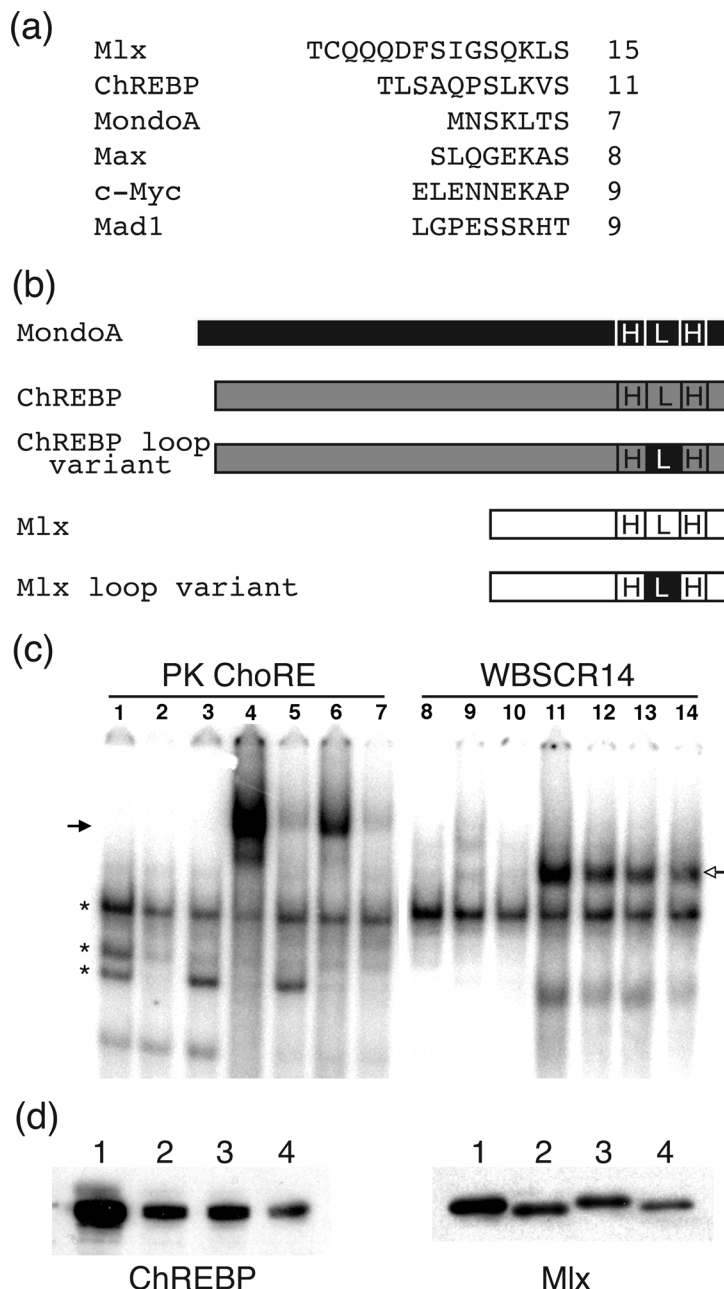 (a)
Mlx TCQQQDFSIGSQKLS 15
ChREBP TLSAQPSLKVS 11
MondoA MNSKLTS 7
Max SLQGEKAS 8
c-Myc ELENNEKAP 9
Mad1 LGPESSRHT 9
(b)
MondoA H L H
ChREBP H L H
ChREBP loop
variant H L H
Mlx H L H
Mlx loop variant H L H
(c)
PK ChoRE WBSCR14
1 2 3 4 5 6 7 8 9 10 11 12 13 14
*
*
*
(d)
1 2 3 4 1 2 3 4
ChREBP Mlx